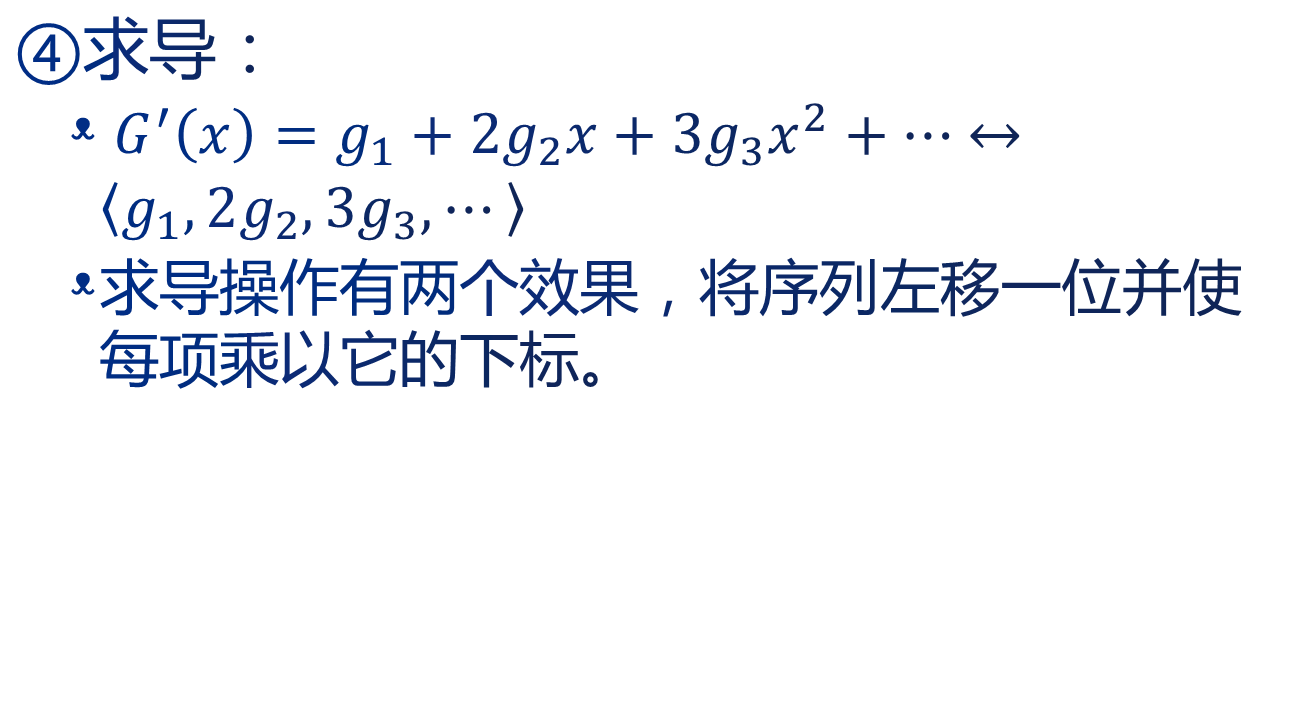 ④求导：
G′(x) = g₁ + 2g₂x + 3g₃x² + ⋯ ↔
⟨g₁, 2g₂, 3g₃, ⋯ ⟩
求导操作有两个效果，将序列左移一位并使
每项乘以它的下标。